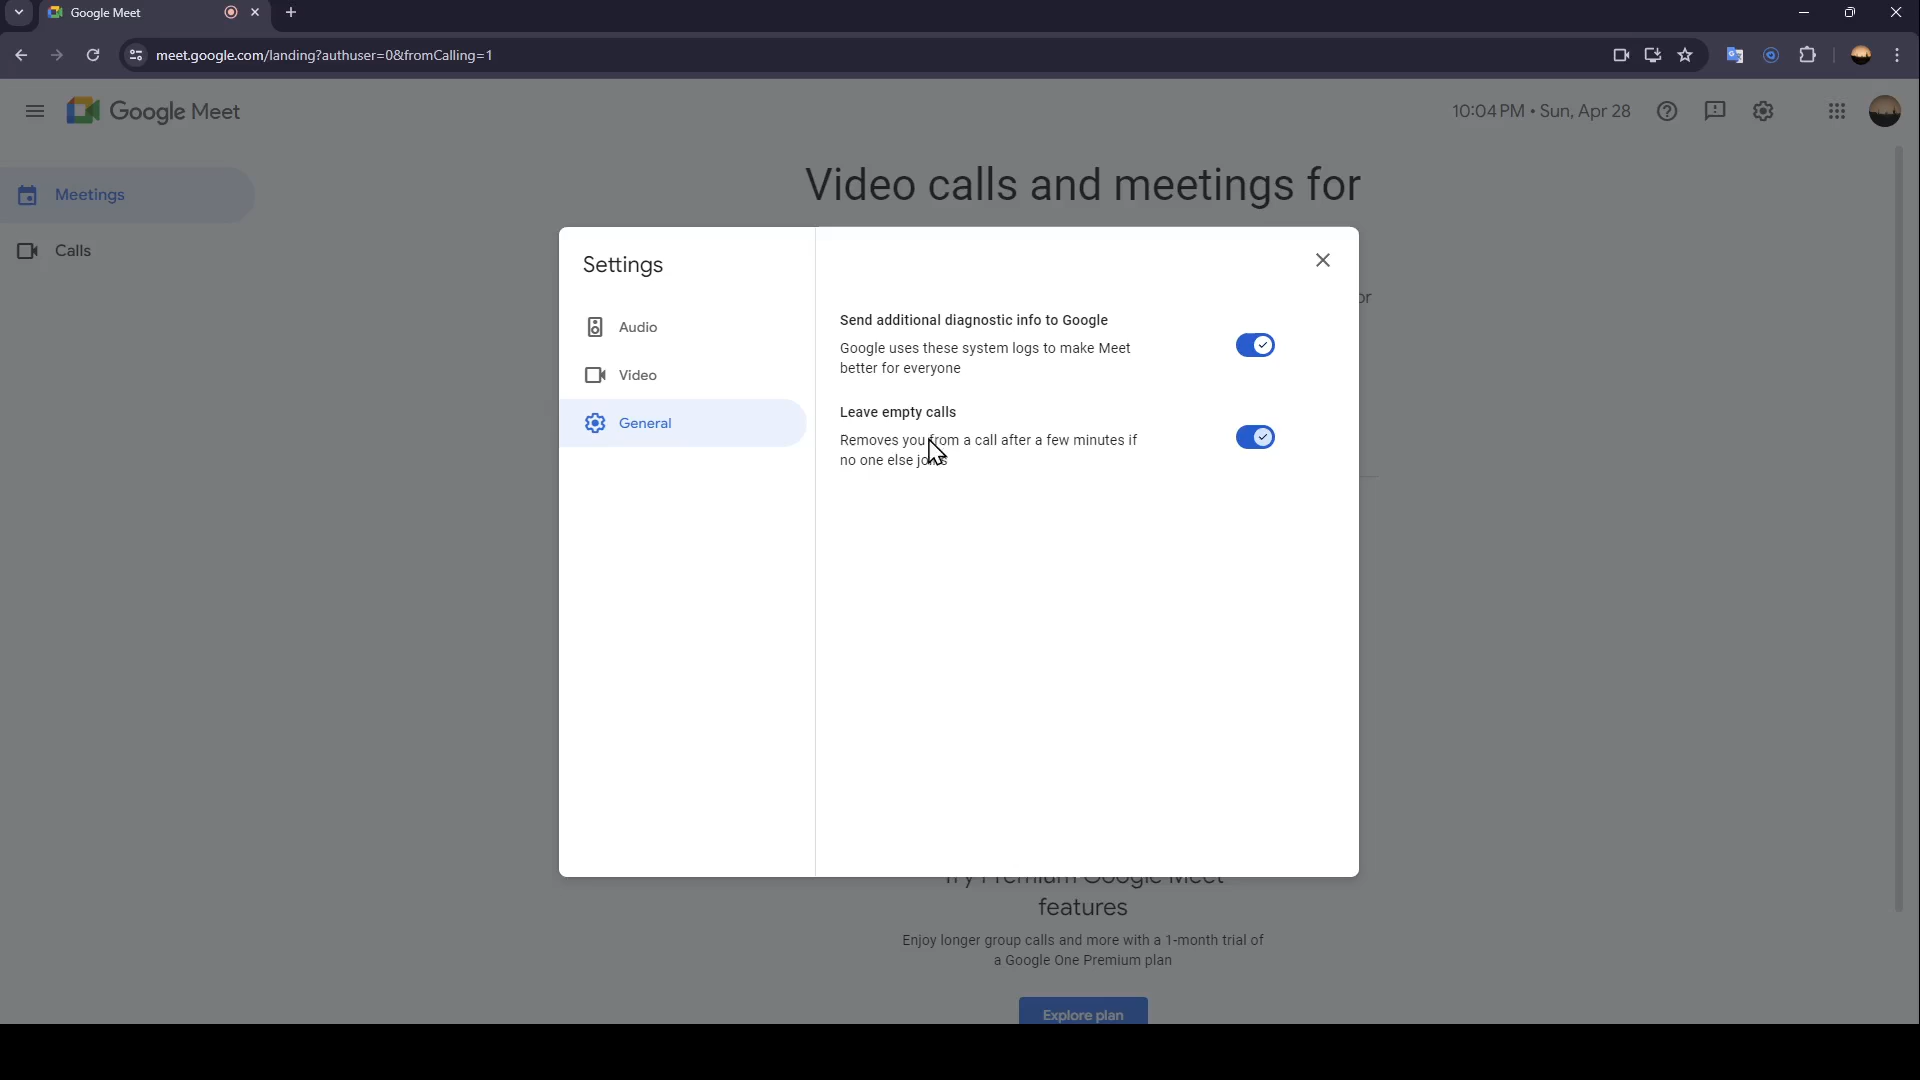 Google Meet
meet.google.com/landing?authuser=0&fromCalling=1
Google Meet
10:04 PM • Sun, Apr 28
Meetings
Calls
Video calls and meetings for
Settings
Audio
Video
General
Send additional diagnostic info to Google
Google uses these system logs to make Meet
better for everyone
Leave empty calls
Removes you from a call after a few minutes if
no one else joins
features
Enjoy longer group calls and more with a 1-month trial of
a Google One Premium plan
Explore plan